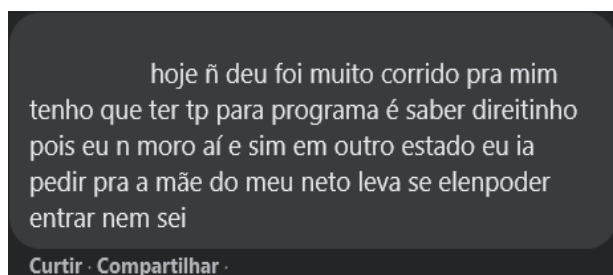 hoje ñ deu foi muito corrido pra mim
tenho que ter tp para programa é saber direitinho
pois eu n moro aí e sim em outro estado eu ia
pedir pra a mãe do meu neto leva se elenpoder
entrar nem sei
Curtir · Compartilhar ·